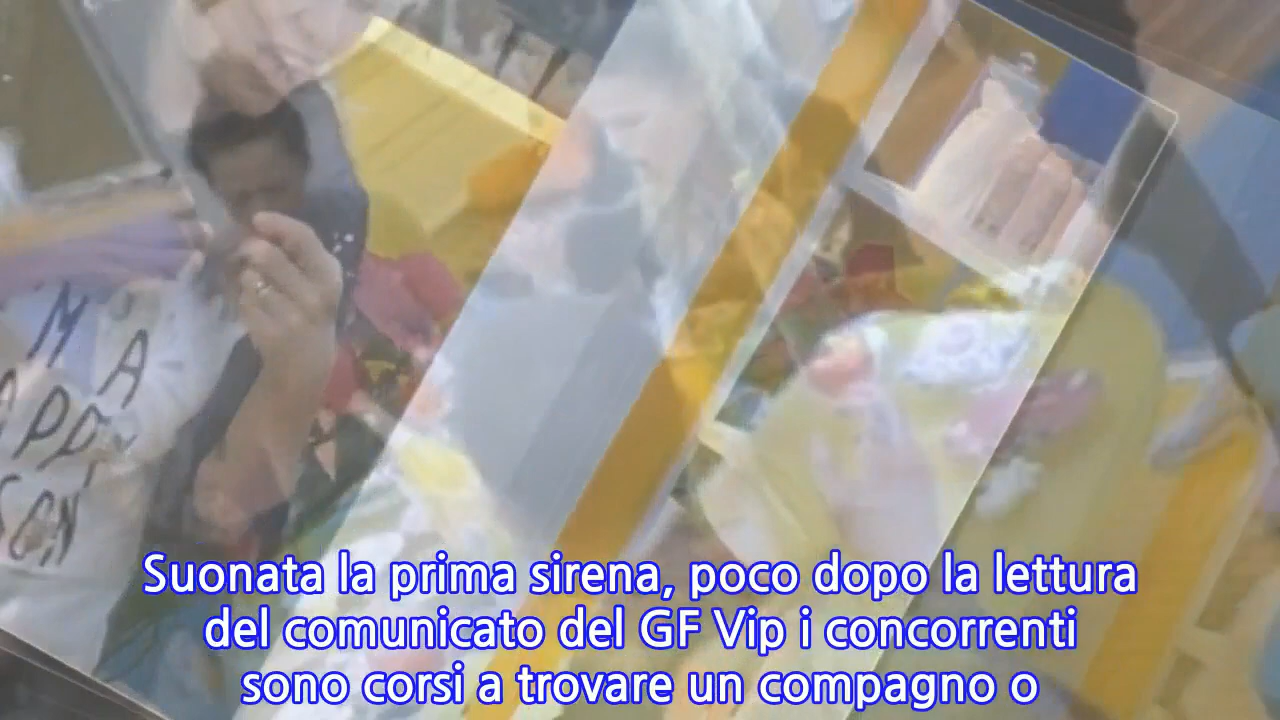 M A
SON
Suonata la prima sirena, poco dopo la lettura
del comunicato del GF Vip i concorrenti
sono corsi a trovare un compagno o